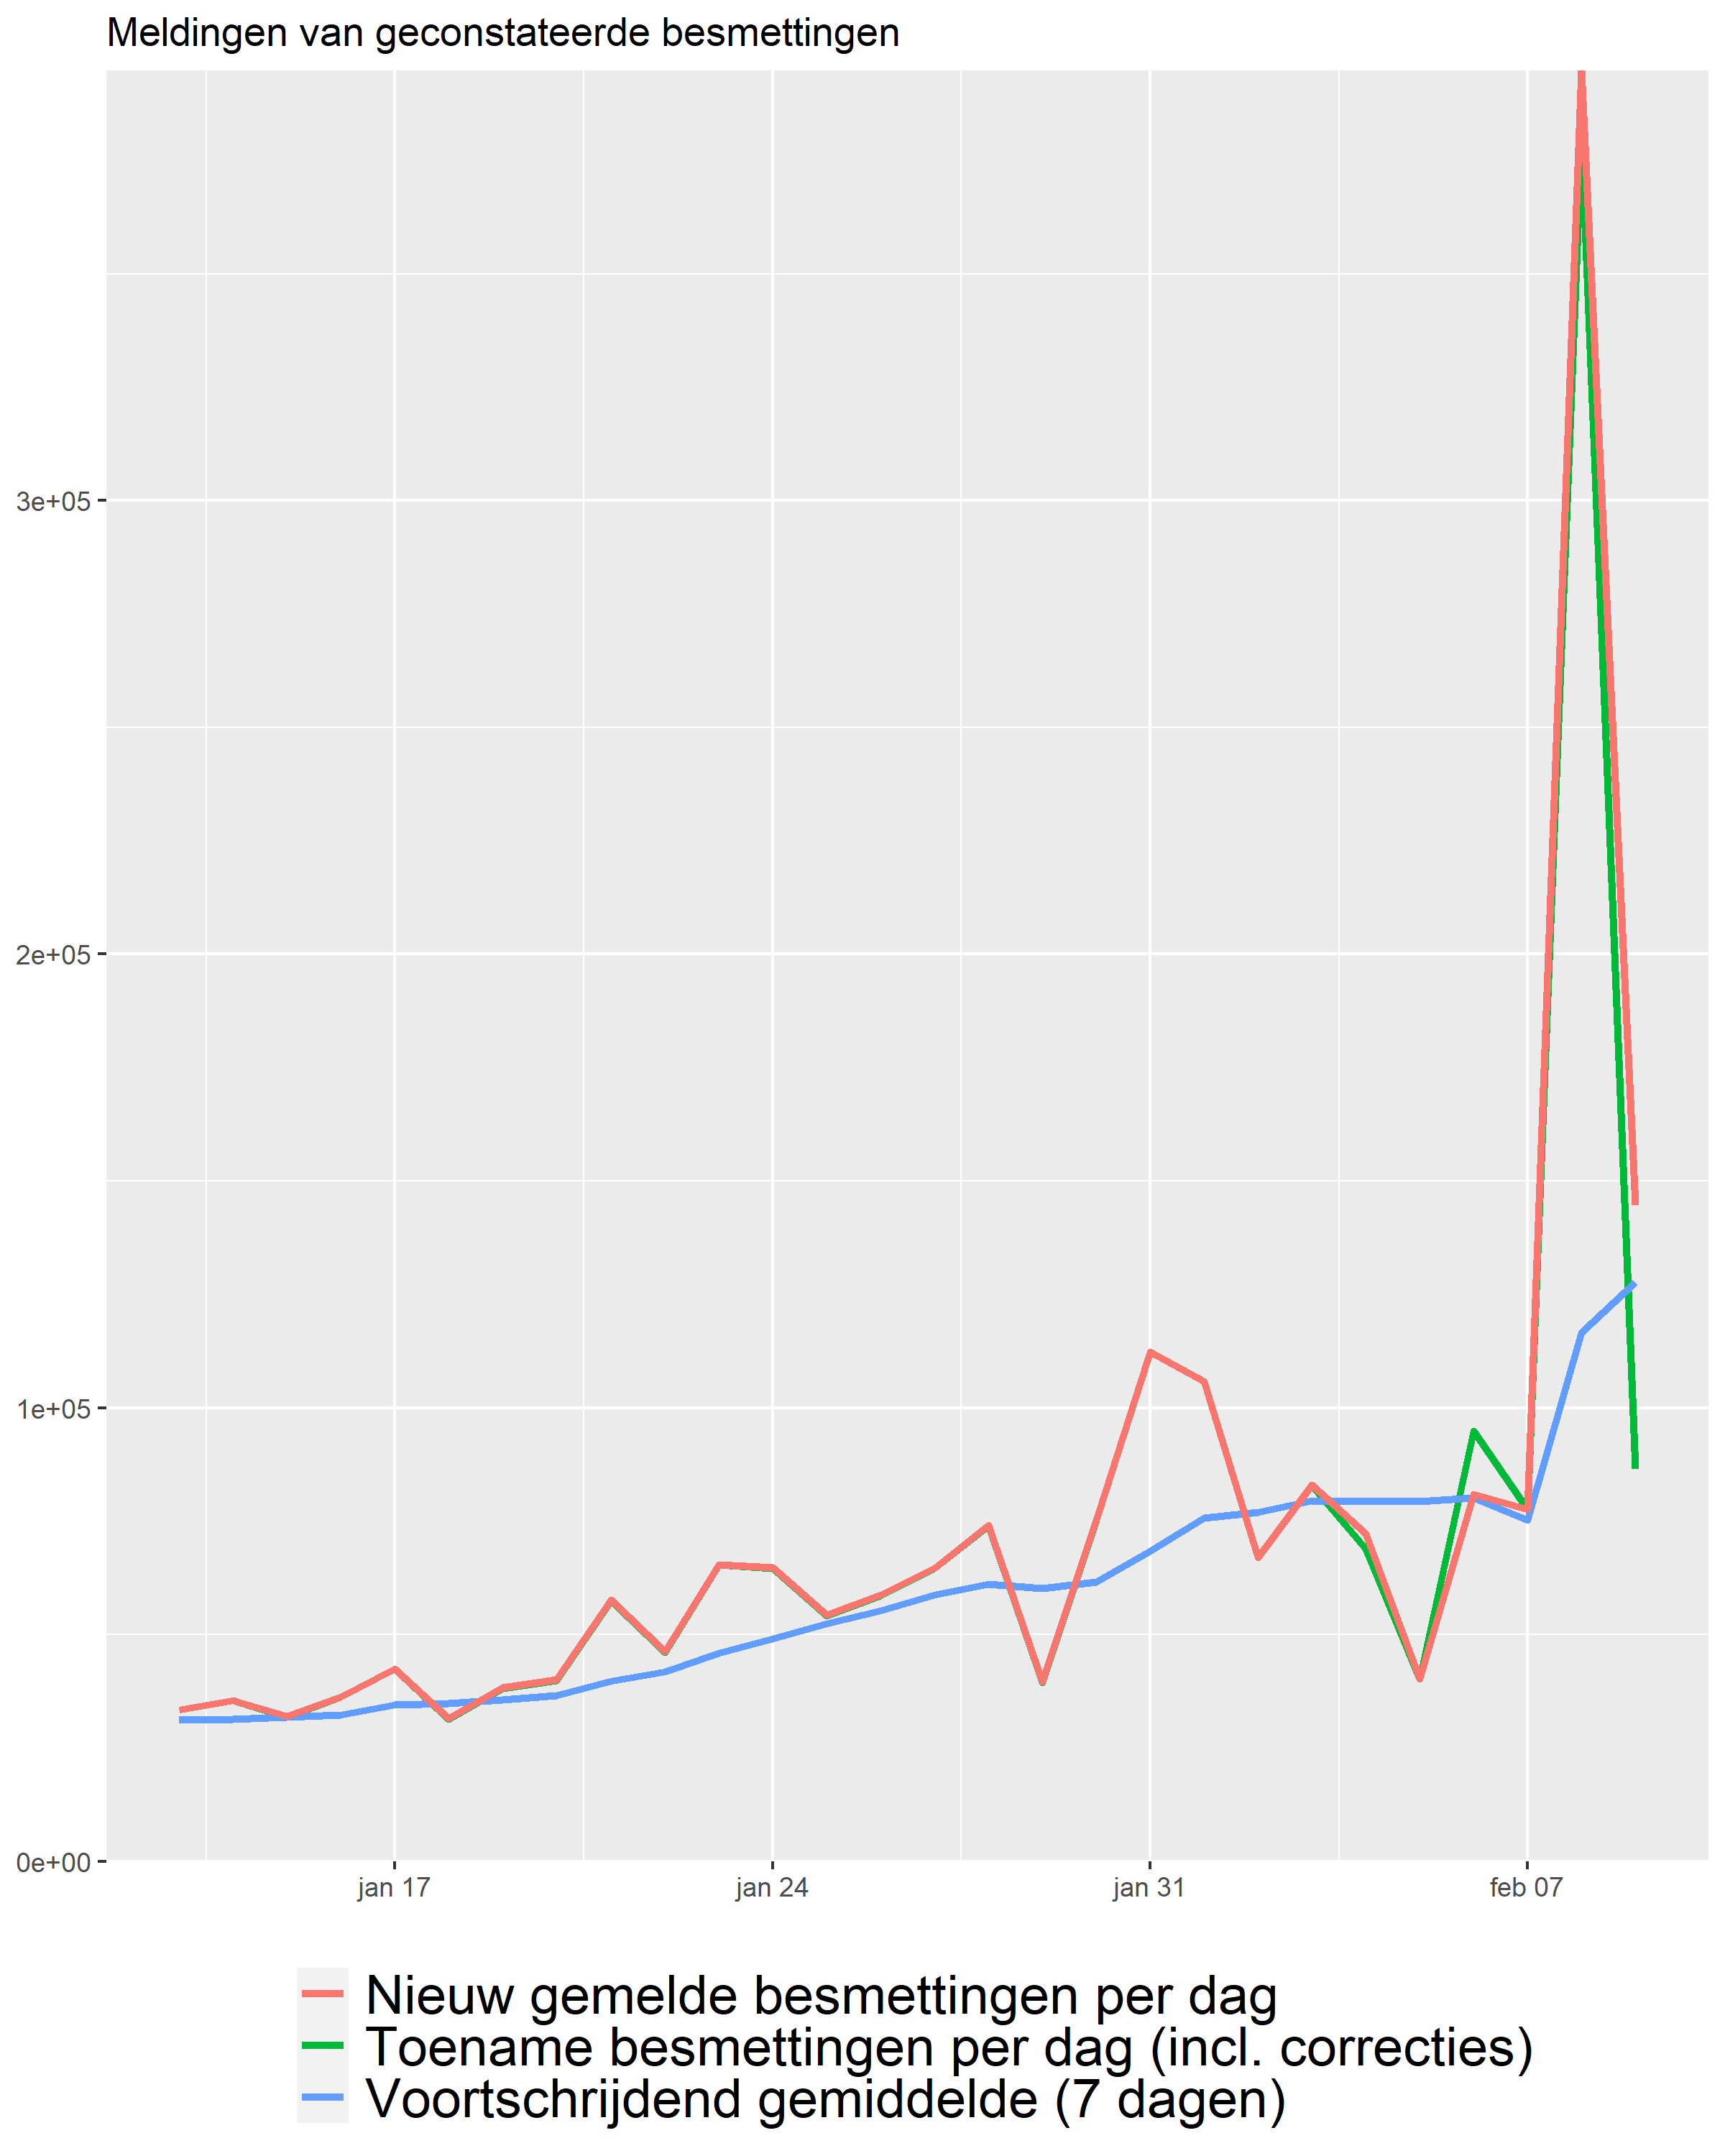 Meldingen van geconstateerde besmettingen
3e+05
2e+05
1e+05
0e+00
jan 17 jan 24 jan 31 feb 07
Nieuw gemelde besmettingen per dag
Toename besmettingen per dag (incl. correcties)
Voortschrijdend gemiddelde (7 dagen)